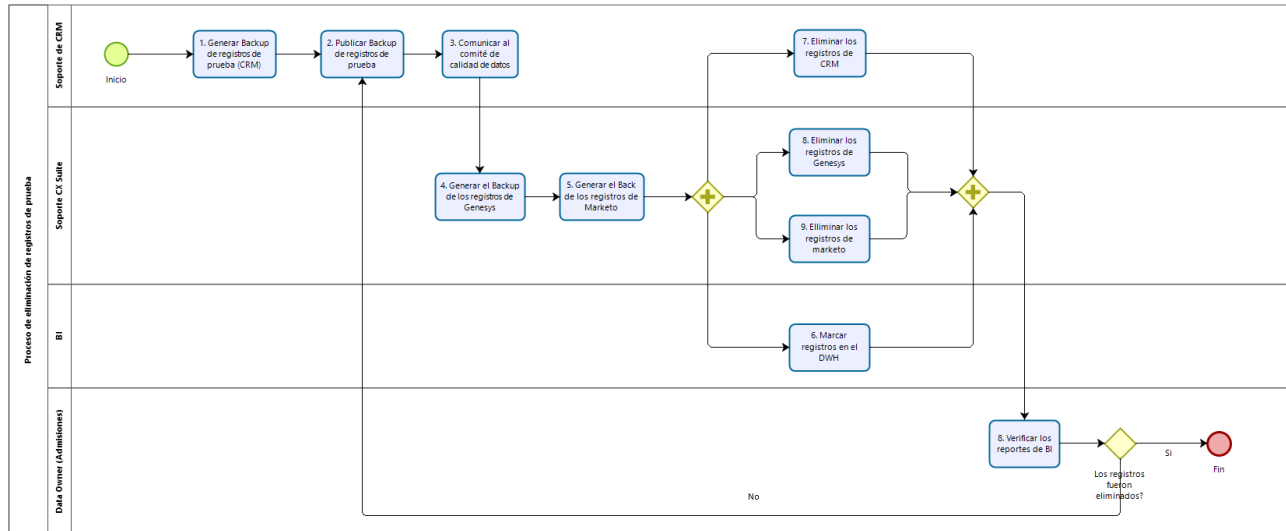 Proceso de eliminación de registros de prueba
Soporte de CRM
Inicio
1. Generar Backup
de registros de
prueba (CRM)
2. Publicar Backup
de registros de
prueba
3. Comunicar al
comité de
calidad de datos
7. Eliminar los
registros de
CRM
Soporte CX Suite
4. Generar el Backup
de los registros de
Genesys
5. Generar el Back
de los registros de
Marketo
8. Eliminar los
registros de
Genesys
9. Elliminar los
registros de
marketo
BI
6. Marcar
registros en el
DWH
Data Owner (Admisiones)
8. Verificar los
reportes de BI
Los registros
fueron
eliminados?
Si
Fin
No